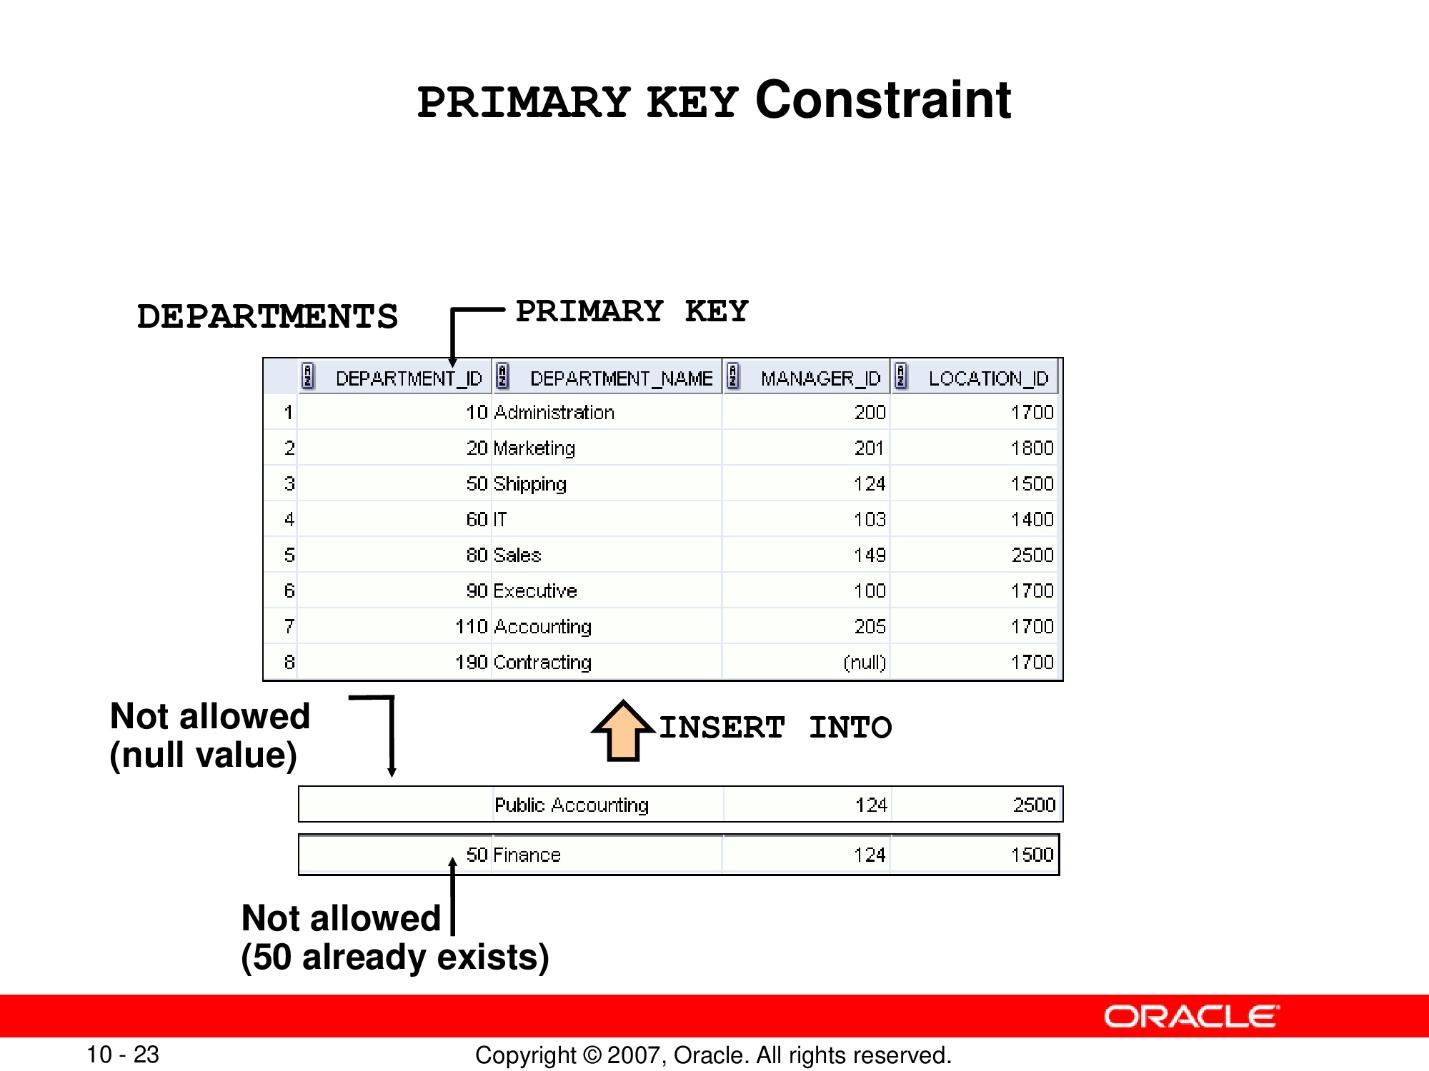 PRIMARY KEY Constraint
DEPARTMENTS
PRIMARY KEY
DEPARTMENT_ID DEPARTMENT_NAME MANAGER_ID LOCATION_ID
1 10 Administration 200 1700
2 20 Marketing 201 1800
3 50 Shipping 124 1500
4 60 IT 103 1400
5 80 Sales 149 2500
6 90 Executive 100 1700
7 110 Accounting 205 1700
8 190 Contracting (null) 1700
Not allowed
(null value)
INSERT INTO
Public Accounting 124 2500
50 Finance 124 1500
Not allowed
(50 already exists)
ORACLE
10 - 23
Copyright © 2007, Oracle. All rights reserved.